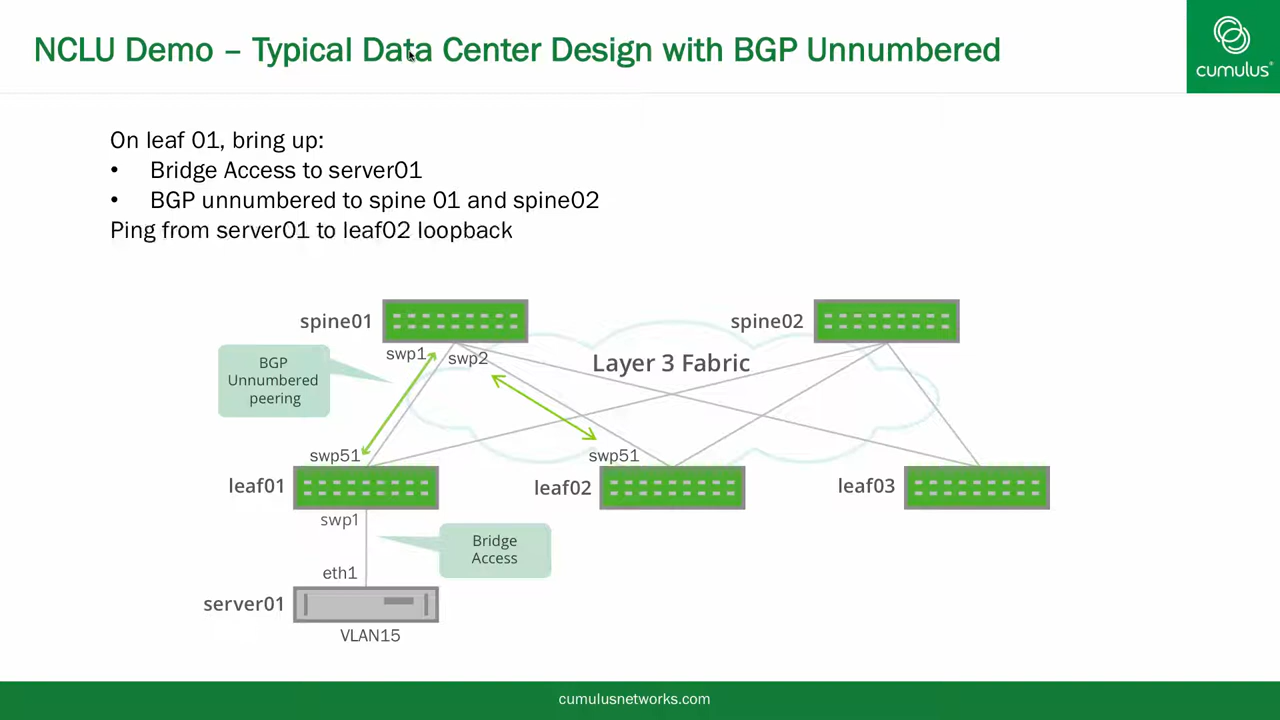 NCLU Demo – Typical Data Center Design with BGP Unnumbered
cumulus®
On leaf 01, bring up:
• Bridge Access to server01
• BGP unnumbered to spine 01 and spine02
Ping from server01 to leaf02 loopback
spine01
spine02
swp1
swp2
Layer 3 Fabric
BGP
Unnumbered
peering
swp51
swp51
leaf01
leaf02
leaf03
swp1
Bridge
Access
eth1
server01
VLAN15
cumulusnetworks.com